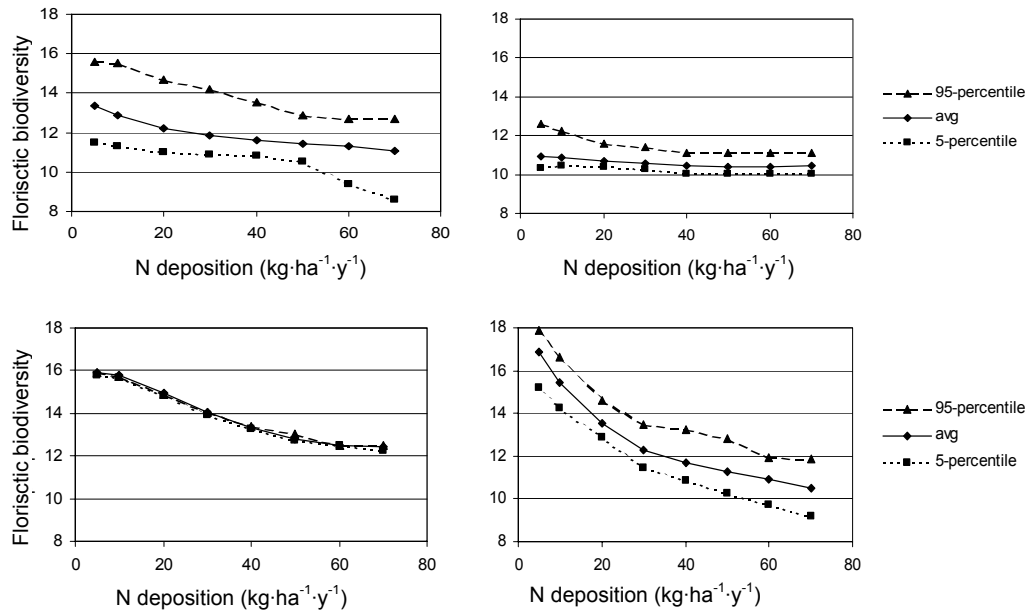 18
16
14
12
10
8
Florisctic biodiversity
0 20 40 60 80
N deposition (kg·ha-1·y-1)
18
16
14
12
10
8
0 20 40 60 80
N deposition (kg·ha-1·y-1)
95-percentile
avg
5-percentile
18
16
14
12
10
8
Florisctic biodiversity
0 20 40 60 80
N deposition (kg·ha-1·y-1)
18
16
14
12
10
8
0 20 40 60 80
N deposition (kg·ha-1·y-1)
95-percentile
avg
5-percentile